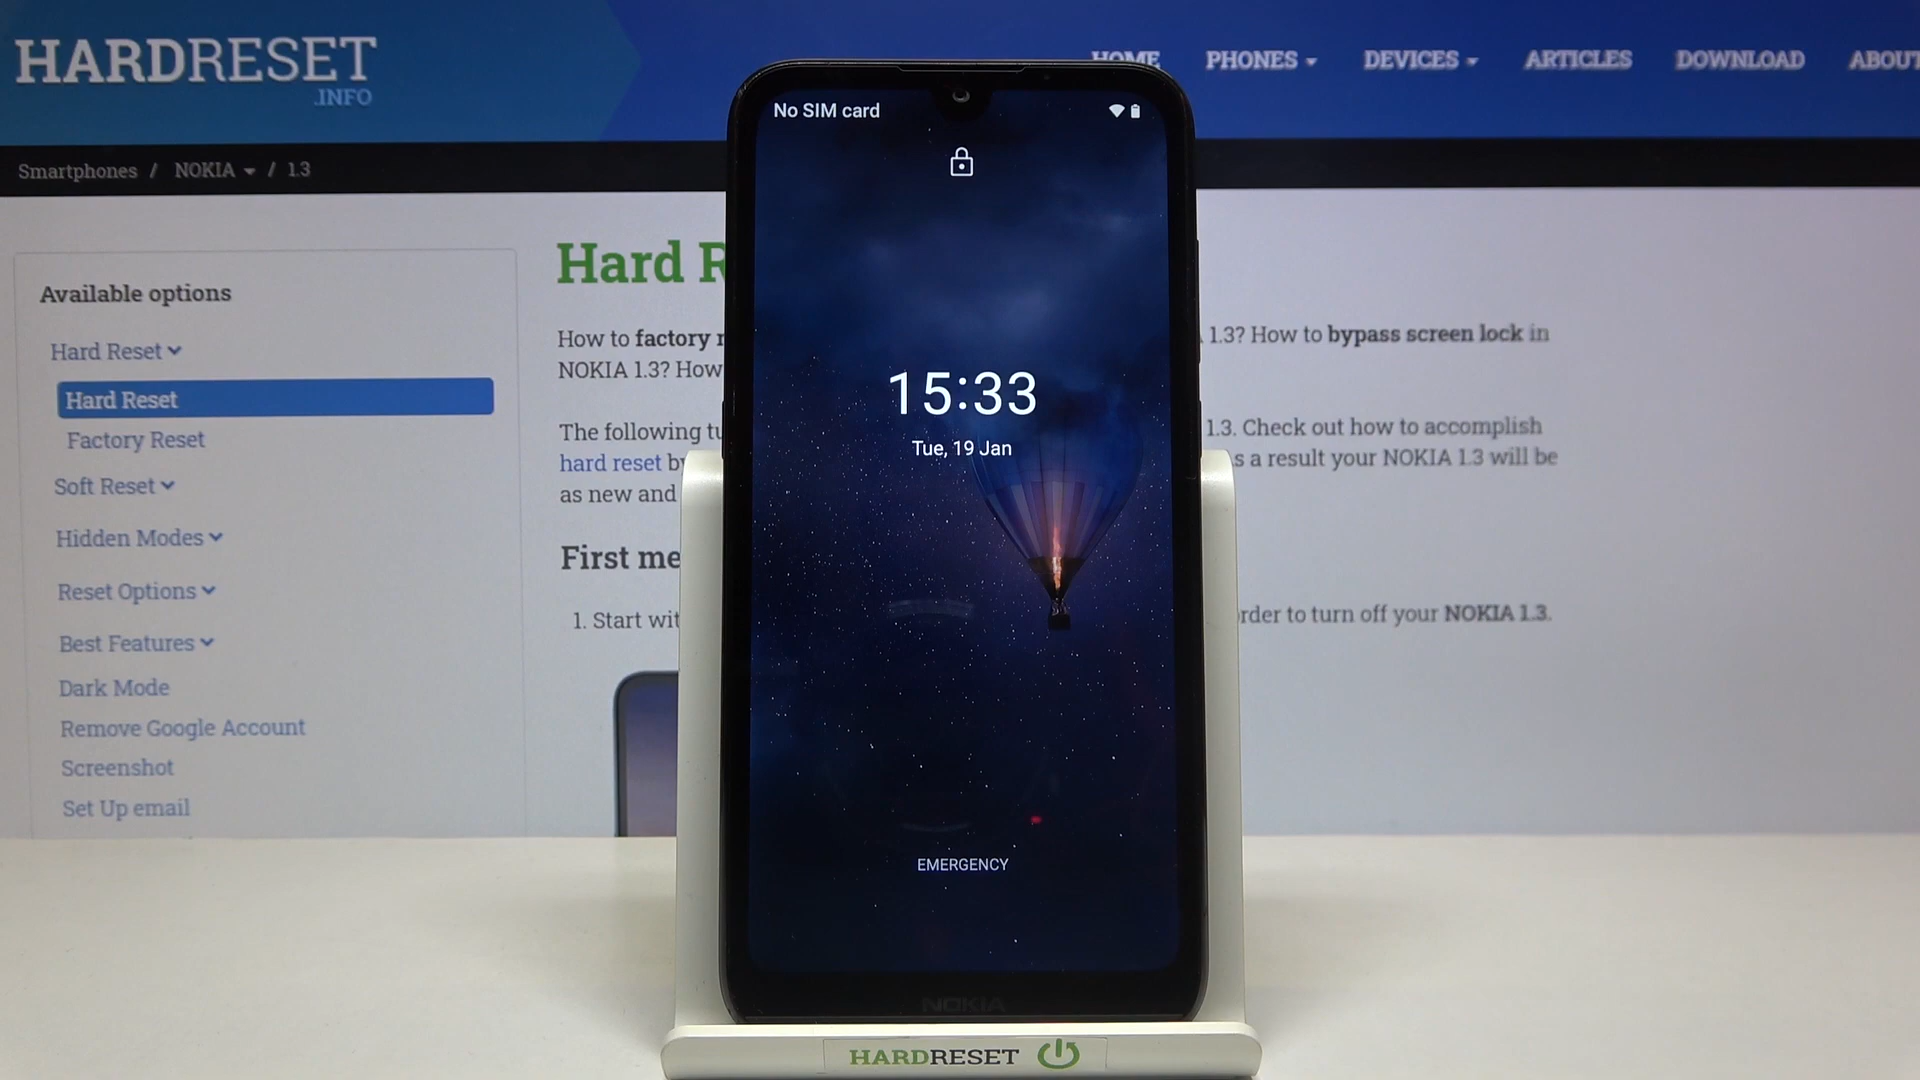 HARDRESET
.INFO
HOME PHONES DEVICES ARTICLES DOWNLOAD ABOUT
Smartphones / NOKIA / 1.3
Available options
Hard Reset
Hard Reset
Factory Reset
Soft Reset
Hidden Modes
Reset Options
Best Features
Dark Mode
Remove Google Account
Screenshot
Set Up email
Hard R
How to factory r 1.3? How to bypass screen lock in
NOKIA 1.3? How
The following tu 1.3. Check out how to accomplish
hard reset by s a result your NOKIA 1.3 will be
as new and
First me
1. Start wit rder to turn off your NOKIA 1.3.
No SIM card
15:33
Tue, 19 Jan
EMERGENCY
NOKIA
HARDRESET